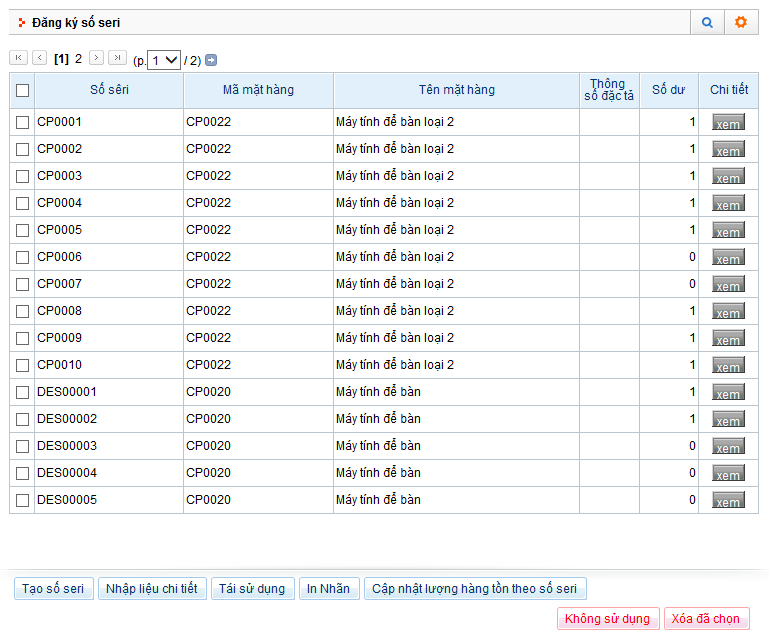 Đăng ký số seri
[1] 2 (p. 1 / 2)
Số sêri Mã mặt hàng Tên mặt hàng Thông số đặc tả Số dư Chi tiết
CP0001 CP0022 Máy tính để bàn loại 2 1 xem
CP0002 CP0022 Máy tính để bàn loại 2 1 xem
CP0003 CP0022 Máy tính để bàn loại 2 1 xem
CP0004 CP0022 Máy tính để bàn loại 2 1 xem
CP0005 CP0022 Máy tính để bàn loại 2 1 xem
CP0006 CP0022 Máy tính để bàn loại 2 0 xem
CP0007 CP0022 Máy tính để bàn loại 2 0 xem
CP0008 CP0022 Máy tính để bàn loại 2 1 xem
CP0009 CP0022 Máy tính để bàn loại 2 1 xem
CP0010 CP0022 Máy tính để bàn loại 2 1 xem
DES00001 CP0020 Máy tính để bàn 1 xem
DES00002 CP0020 Máy tính để bàn 1 xem
DES00003 CP0020 Máy tính để bàn 0 xem
DES00004 CP0020 Máy tính để bàn 0 xem
DES00005 CP0020 Máy tính để bàn 0 xem
Tạo số seri Nhập liệu chi tiết Tái sử dụng In Nhãn Cập nhật lượng hàng tồn theo số seri
Không sử dụng Xóa đã chọn